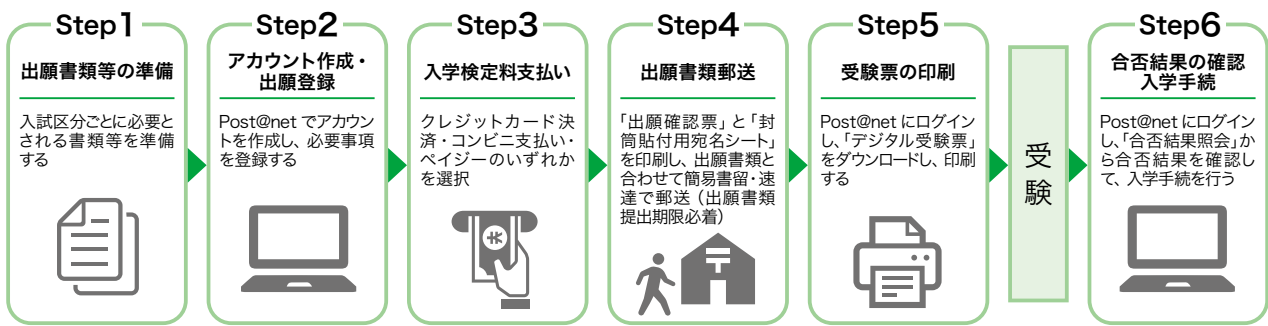 Step1
出願書類等の準備
入試区分ごとに必要と
される書類等を準備
する
Step2
アカウント作成・
出願登録
Post@net でアカウン
トを作成し、必要事項
を登録する
Step3
入学検定料支払い
クレジットカード決
済・コンビニ支払い・
ペイジーのいずれか
を選択
Step4
出願書類郵送
「出願確認票」と「封
筒貼付用宛名シート」
を印刷し、出願書類と
合わせて簡易書留・速
達で郵送（出願書類
提出期限必着）
Step5
受験票の印刷
Post@net にログイン
し、「デジタル受験票」
をダウンロードし、印刷
する
受験
Step6
合否結果の確認
入学手続
Post@net にログイン
し、「合否結果照会」か
ら合否結果を確認し
て、入学手続を行う